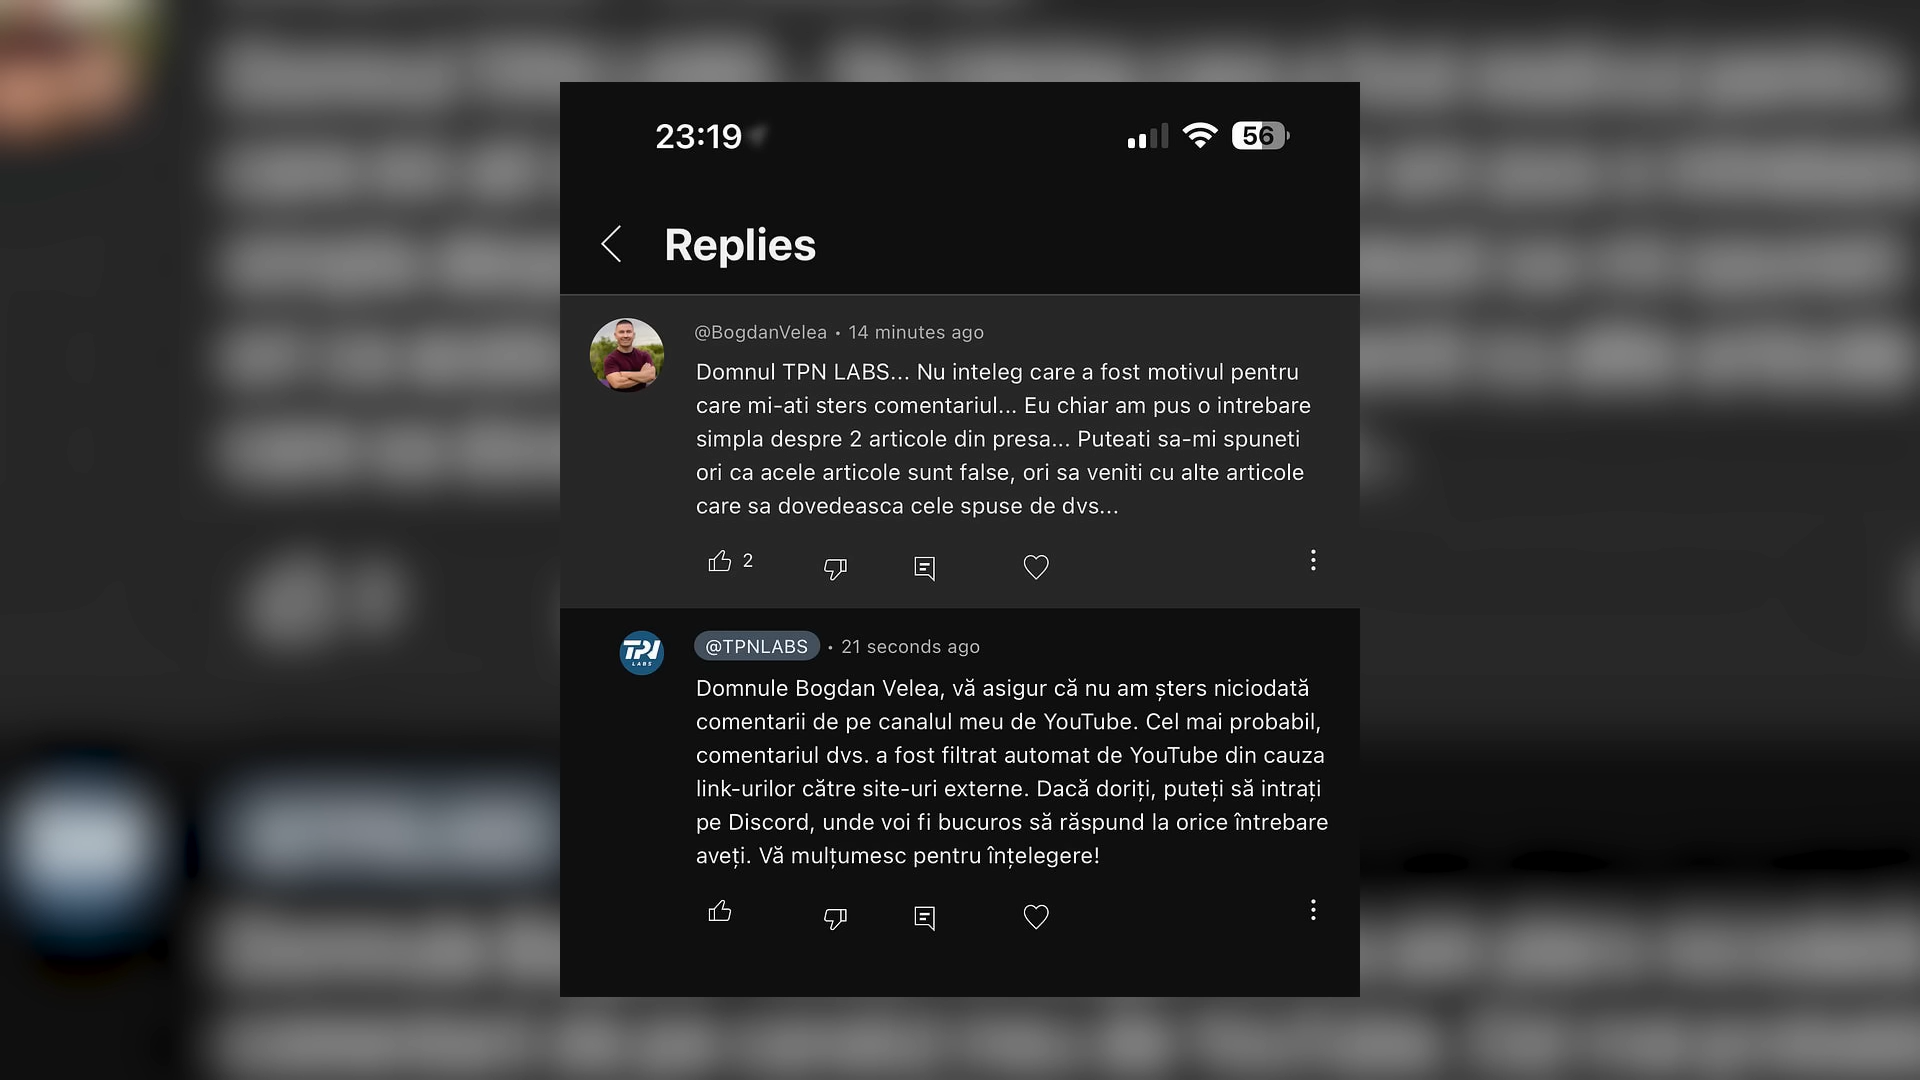 23:19
56
Replies
@BogdanVelea • 14 minutes ago
Domnul TPN LABS... Nu inteleg care a fost motivul pentru
care mi-ati sters comentariul... Eu chiar am pus o intrebare
simpla despre 2 articole din presa... Puteati sa-mi spuneti
ori ca acele articole sunt false, ori sa veniti cu alte articole
care sa dovedeasca cele spuse de dvs...
2
TPN LABS
@TPNLABS • 21 seconds ago
Domnule Bogdan Velea, vă asigur că nu am șters niciodată
comentarii de pe canalul meu de YouTube. Cel mai probabil,
comentariul dvs. a fost filtrat automat de YouTube din cauza
link-urilor către site-uri externe. Dacă doriți, puteți să intrați
pe Discord, unde voi fi bucuros să răspund la orice întrebare
aveți. Vă mulțumesc pentru înțelegere!